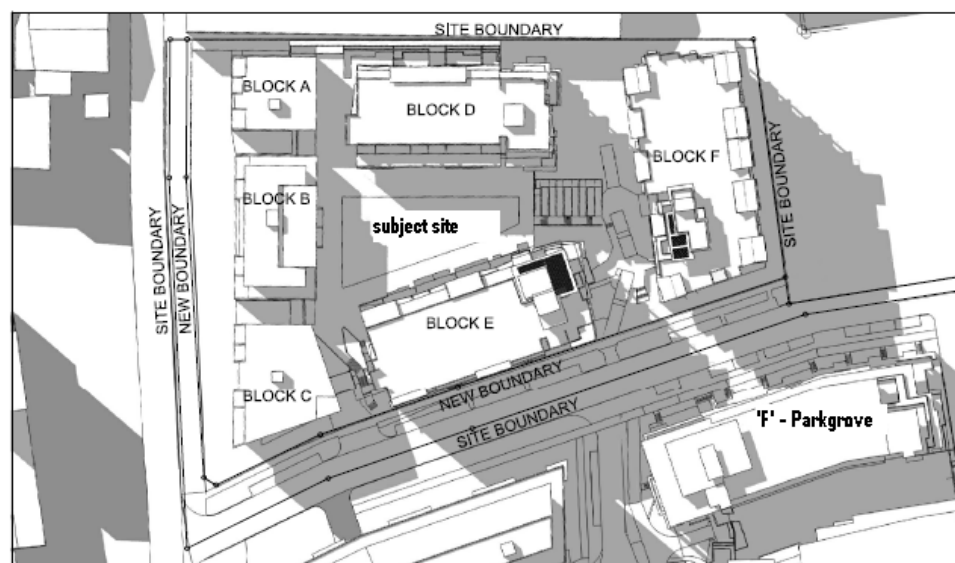 SITE BOUNDARY
BLOCK A
BLOCK D
BLOCK F
BLOCK B
subject site
SITE BOUNDARY
NEW BOUNDARY
SITE BOUNDARY
BLOCK E
BLOCK C
NEW BOUNDARY
SITE BOUNDARY
'F' - Parkgrove